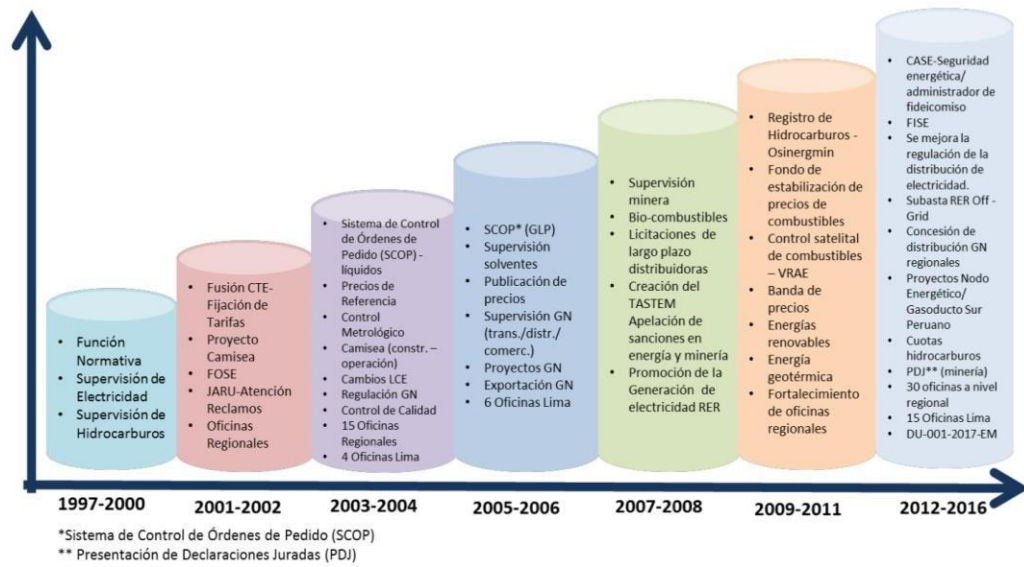 • Función
Normativa
• Supervisión de
Electricidad
• Supervisión de
Hidrocarburos
• Fusión CTE-
Fijación de
Tarifas
• Proyecto
Camisea
• FOSE
• JARU-Atención
Reclamos
• Oficinas
Regionales
• Sistema de Control
de Órdenes de
Pedido (SCOP) -
líquidos
• Precios de
Referencia
• Control
Metrológico
• Camisea (constr. –
operación)
• Cambios LCE
• Regulación GN
• Control de Calidad
• 15 Oficinas
Regionales
• 4 Oficinas Lima
• SCOP* (GLP)
• Supervisión
solventes
• Publicación de
precios
• Supervisión GN
(trans./distr./
comerc.)
• Proyectos GN
• Exportación GN
• 6 Oficinas Lima
• Supervisión
minera
• Bio-combustibles
• Licitaciones de
largo plazo
distribuidoras
• Creación del
TASTEM
Apelación de
sanciones en
energía y minería
• Promoción de la
Generación de
electricidad RER
• Registro de
Hidrocarburos -
Osinergmin
• Fondo de
estabilización de
precios de
combustibles
• Control satelital
de combustibles
– VRAE
• Banda de
precios
• Energías
renovables
• Energía
geotérmica
• Fortalecimiento
de oficinas
regionales
• CASE-Seguridad
energética/
administrador de
fideicomiso
• FISE
• Se mejora la
regulación de la
distribución de
electricidad.
• Subasta RER Off -
Grid
• Concesión de
distribución GN
regionales
• Proyectos Nodo
Energético/
Gasoducto Sur
Peruano
• Cuotas
hidrocarburos
• PDJ** (minería)
• 30 oficinas a nivel
regional
• 15 Oficinas Lima
• DU-001-2017-EM
1997-2000
2001-2002
2003-2004
2005-2006
2007-2008
2009-2011
2012-2016
*Sistema de Control de Órdenes de Pedido (SCOP)
** Presentación de Declaraciones Juradas (PDJ)